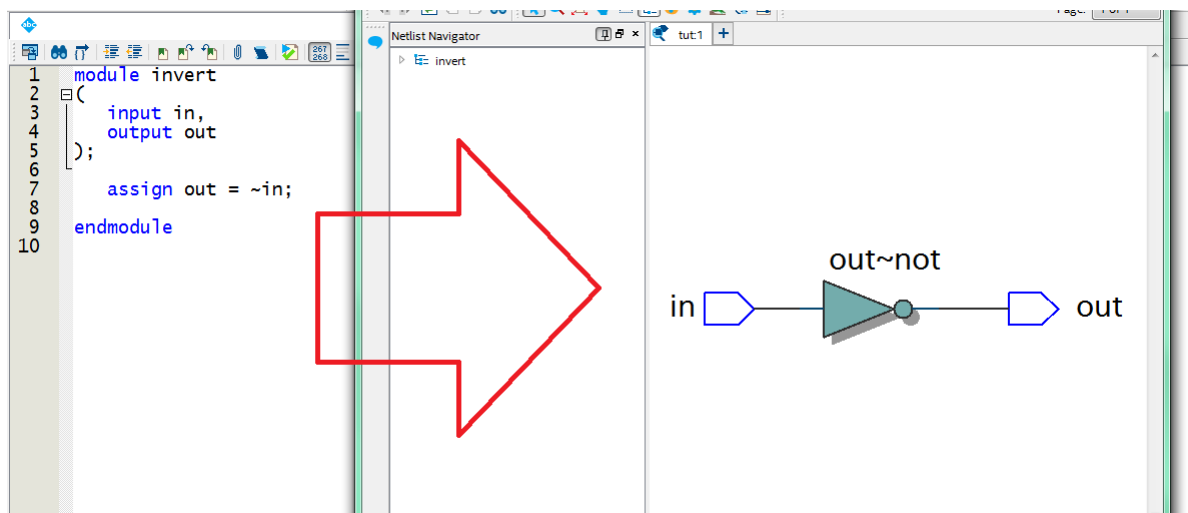 abc
267
268
1 module invert
2 (
3 input in,
4 output out
5 );
6
7 assign out = ~in;
8
9 endmodule
10
Netlist Navigator
invert
tut:1
in
out~not
out